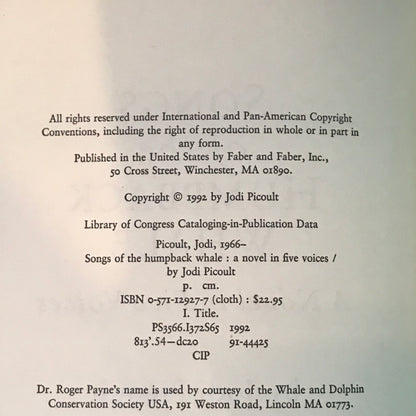 All rights reserved under International and Pan-American Copyright
Conventions, including the right of reproduction in whole or in part in
any form.
Published in the United States by Faber and Faber, Inc.,
50 Cross Street, Winchester, MA 01890.
Copyright © 1992 by Jodi Picoult
Library of Congress Cataloging-in-Publication Data
Picoult, Jodi, 1966–
Songs of the humpback whale : a novel in five voices /
by Jodi Picoult
p. cm.
ISBN 0-571-12927-7 (cloth) : $22.95
I. Title.
PS3566.I372S65 1992
813'.54—dc20 91-44425
CIP
Dr. Roger Payne's name is used by courtesy of the Whale and Dolphin
Conservation Society USA, 191 Weston Road, Lincoln MA 01773.